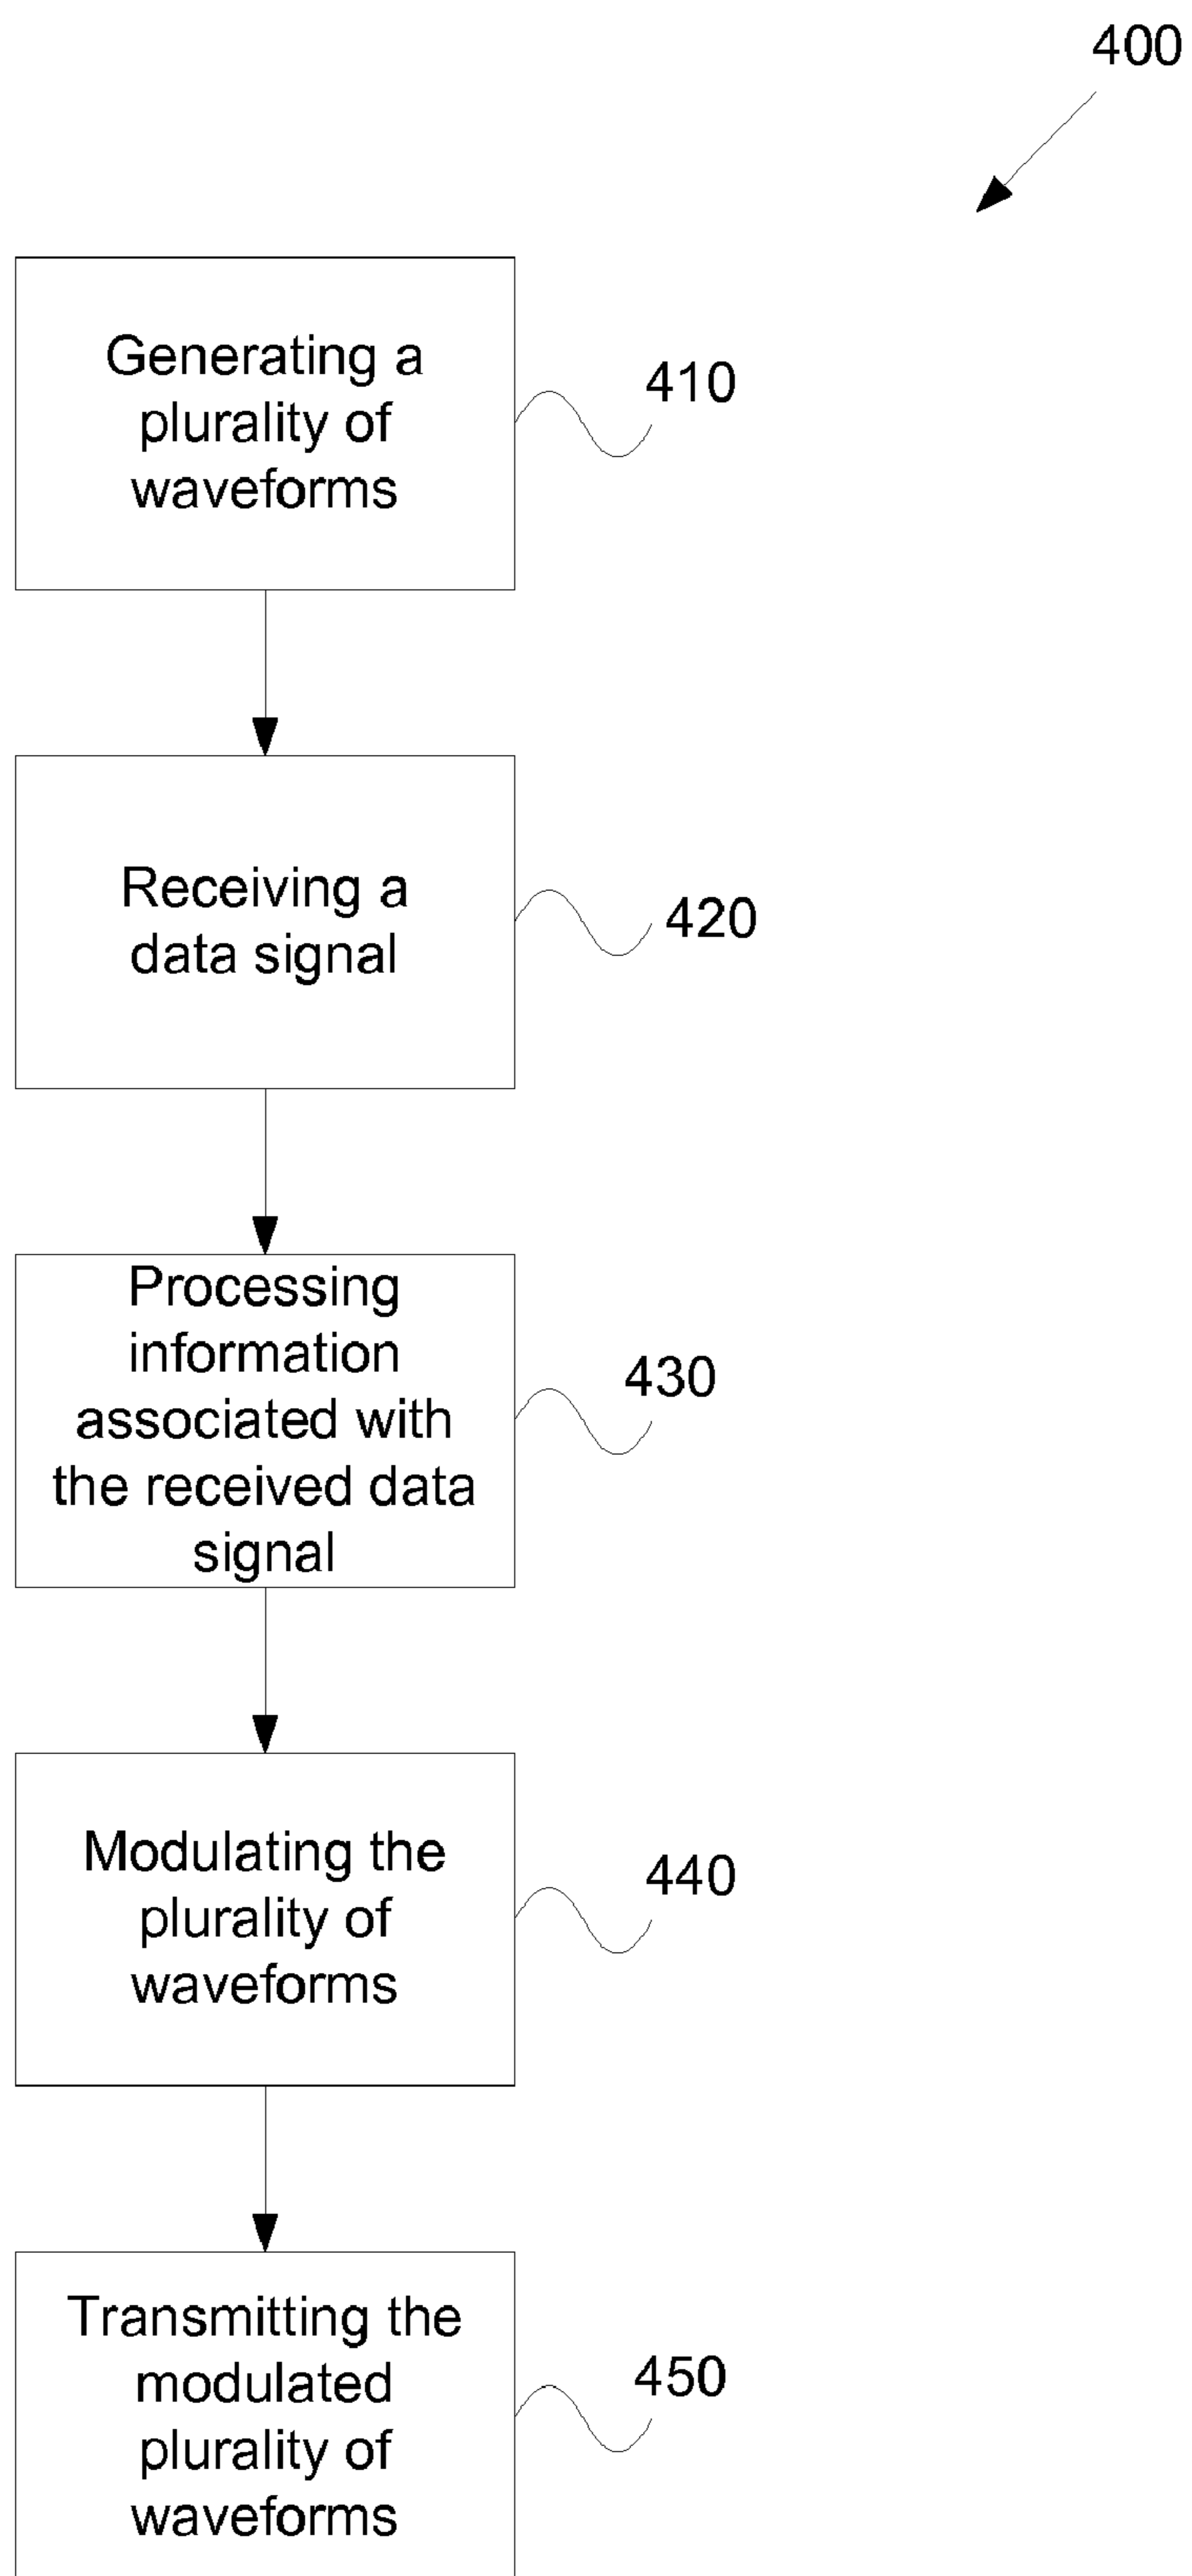 400
Generating a
plurality of
waveforms
410
Receiving a
data signal
420
Processing
information
associated with
the received data
signal
430
Modulating the
plurality of
waveforms
440
Transmitting the
modulated
plurality of
waveforms
450